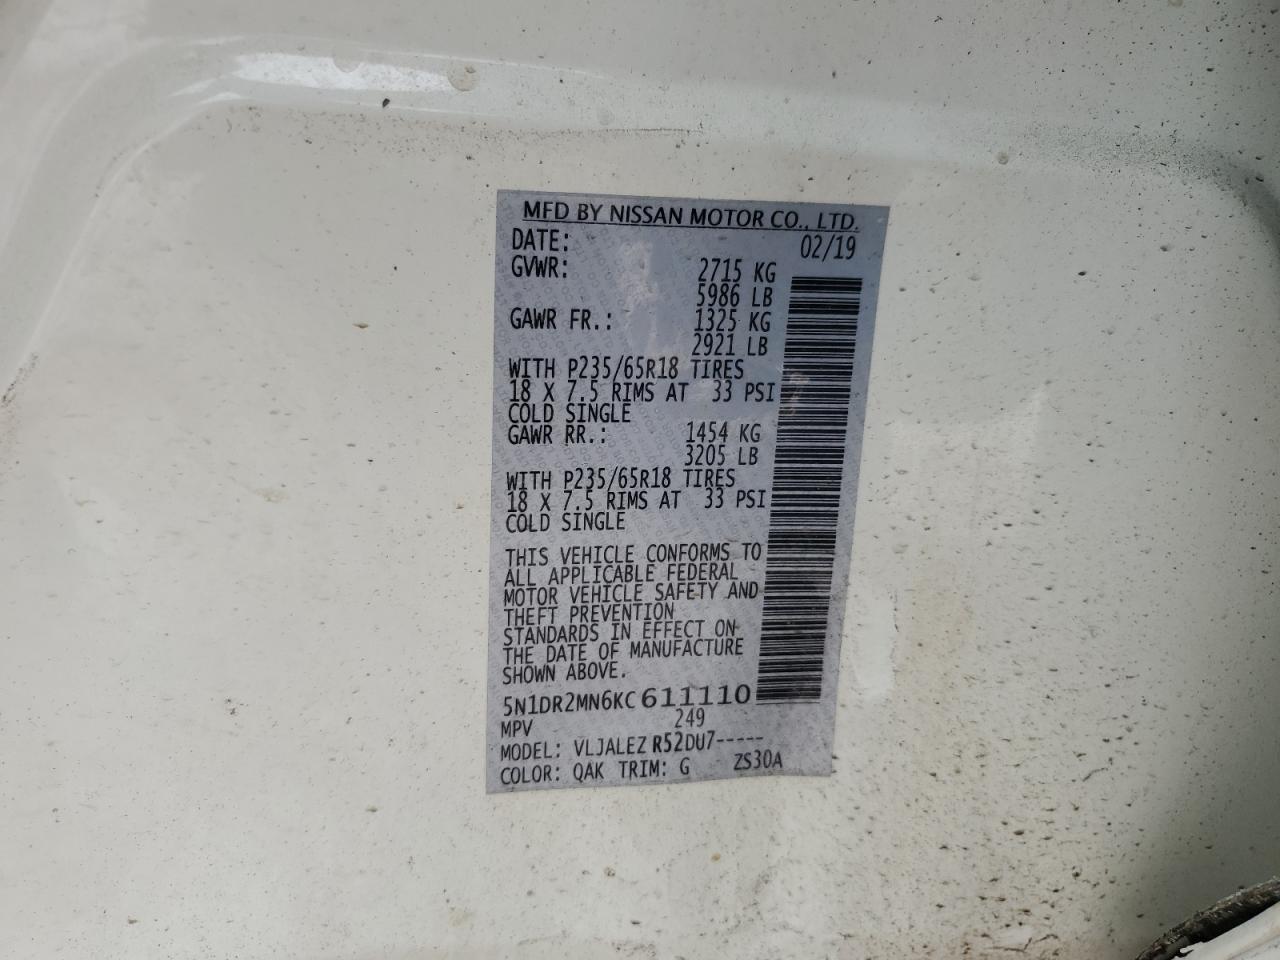 MFD BY NISSAN MOTOR CO., LTD.
DATE: 02/19
GVWR: 2715 KG
5986 LB
GAWR FR.: 1325 KG
2921 LB
WITH P235/65R18 TIRES
18 X 7.5 RIMS AT 33 PSI
COLD SINGLE
GAWR RR.: 1454 KG
3205 LB
WITH P235/65R18 TIRES
18 X 7.5 RIMS AT 33 PSI
COLD SINGLE
THIS VEHICLE CONFORMS TO
ALL APPLICABLE FEDERAL
MOTOR VEHICLE SAFETY AND
THEFT PREVENTION
STANDARDS IN EFFECT ON
THE DATE OF MANUFACTURE
SHOWN ABOVE.
5N1DR2MN6KC611110
MPV 249
MODEL: VLJALEZ R52DU7-----
COLOR: QAK TRIM: G ZS30A